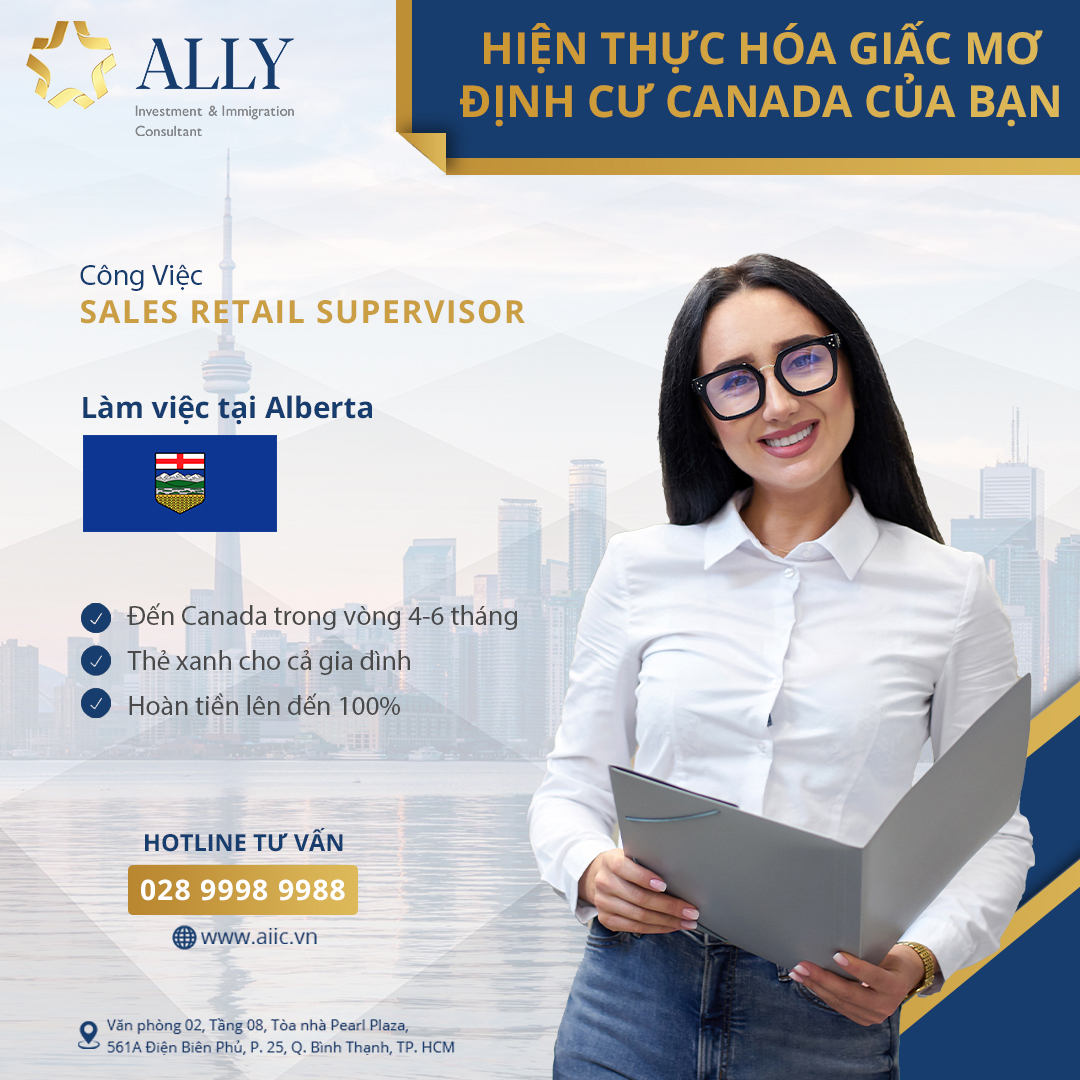 ALLY
Investment & Immigration
Consultant
HIỆN THỰC HÓA GIẤC MƠ
ĐỊNH CƯ CANADA CỦA BẠN
Công Việc
SALES RETAIL SUPERVISOR
Làm việc tại Alberta
Đến Canada trong vòng 4-6 tháng
Thẻ xanh cho cả gia đình
Hoàn tiền lên đến 100%
HOTLINE TƯ VẤN
028 9998 9988
www.aiic.vn
Văn phòng 02, Tầng 08, Tòa nhà Pearl Plaza,
561A Điện Biên Phủ, P. 25, Q. Bình Thạnh, TP. HCM